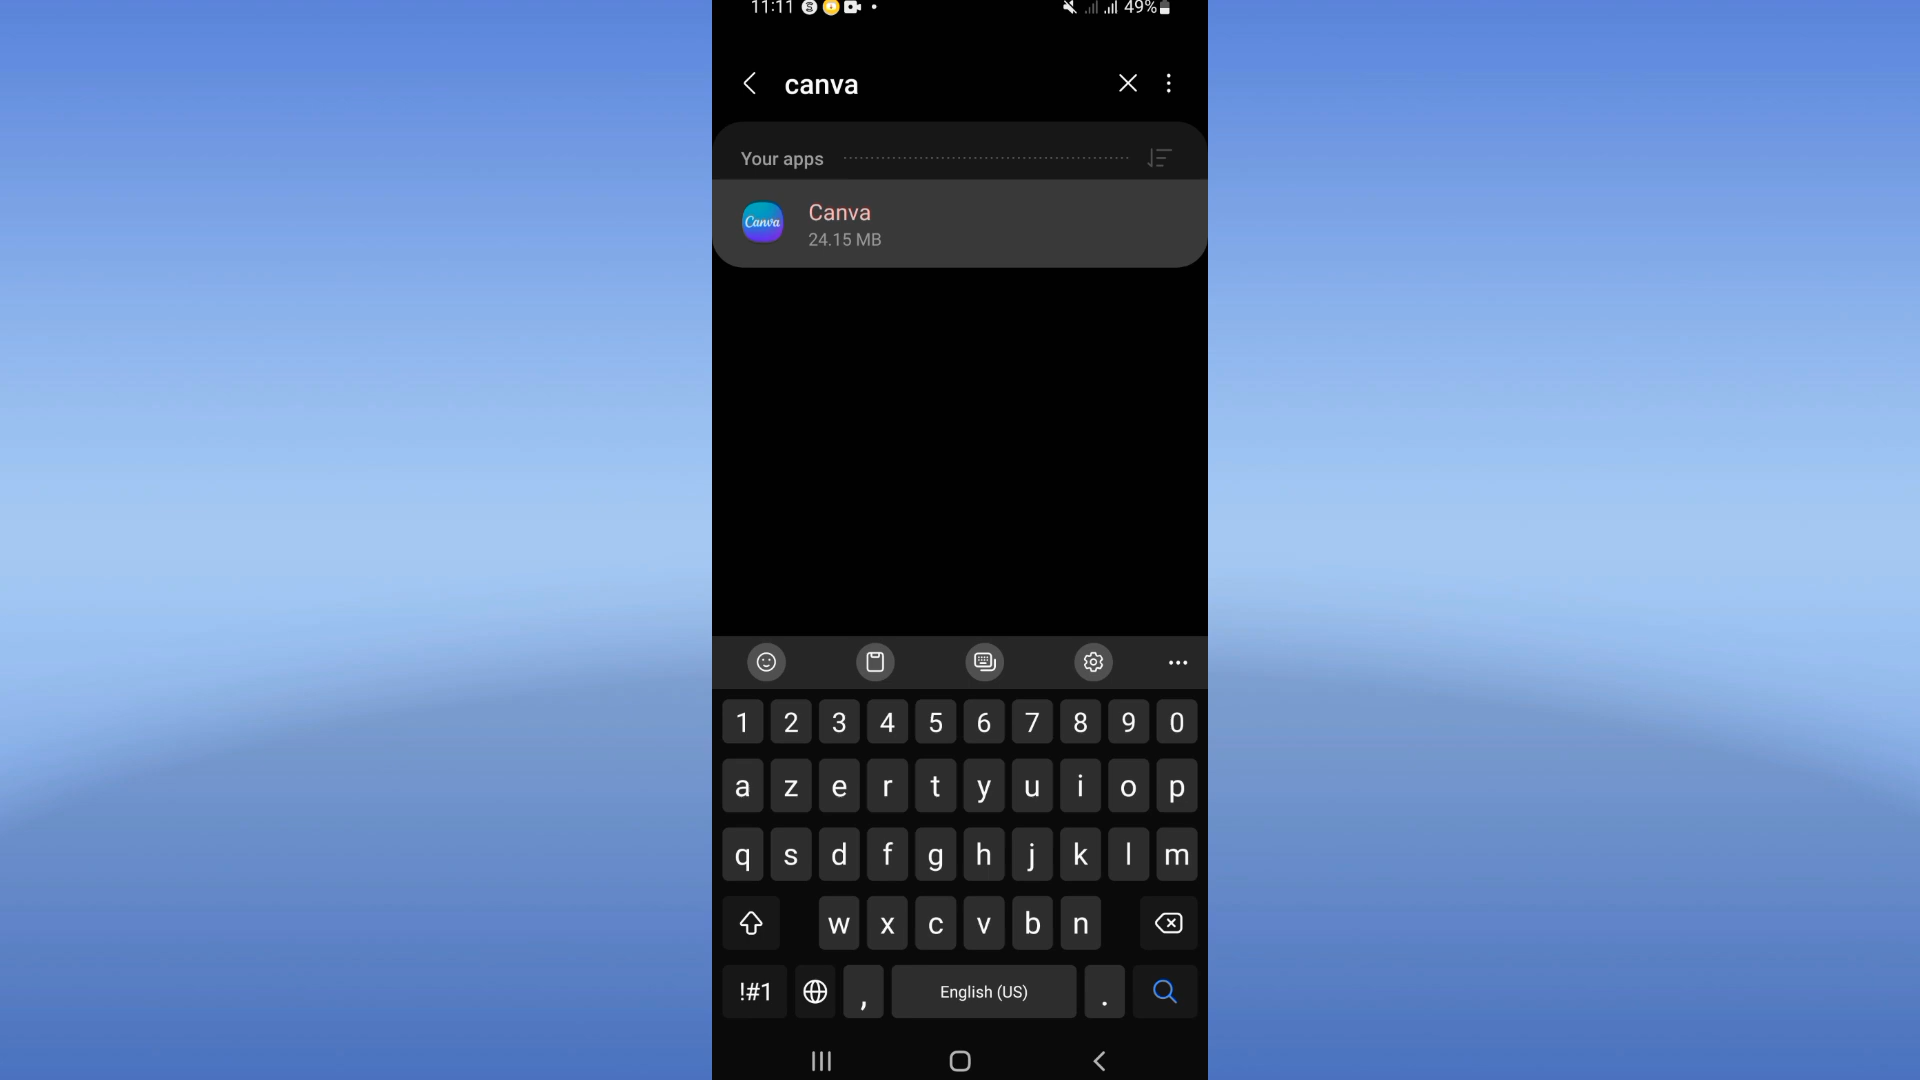 11:11 49%
canva
Your apps
Canva
Canva
24.15 MB
1 2 3 4 5 6 7 8 9 0
a z e r t y u i o p
q s d f g h j k l m
w x c v b n
!#1 , English (US) .